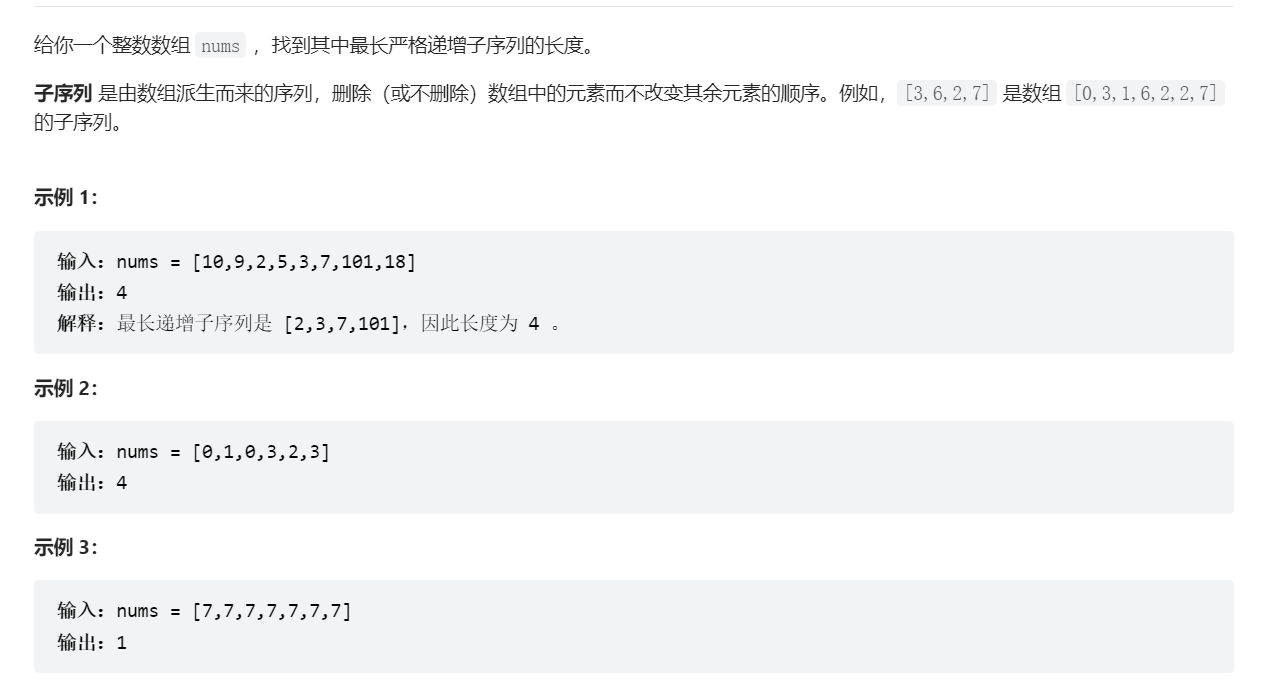 给你一个整数数组 nums ，找到其中最长严格递增子序列的长度。
子序列 是由数组派生而来的序列，删除（或不删除）数组中的元素而不改变其余元素的顺序。例如，[3,6,2,7] 是数组 [0,3,1,6,2,2,7]
的子序列。
示例 1：
输入：nums = [10,9,2,5,3,7,101,18]
输出：4
解释：最长递增子序列是 [2,3,7,101]，因此长度为 4 。
示例 2：
输入：nums = [0,1,0,3,2,3]
输出：4
示例 3：
输入：nums = [7,7,7,7,7,7,7]
输出：1